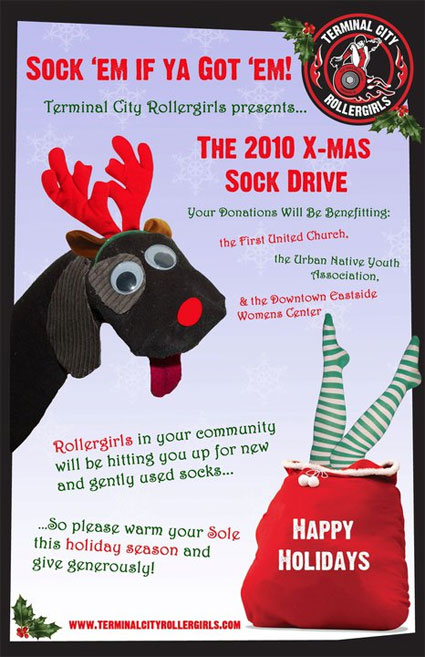 TERMINAL CITY
ROLLERGIRLS
SOCK 'EM IF YA GOT 'EM!
Terminal City Rollergirls presents...
THE 2010 X-MAS
SOCK DRIVE
Your Donations Will Be Benefitting:
the First United Church,
the Urban Native Youth
Association,
& the Downtown Eastside
Womens Center
Rollergirls in your community
will be hitting you up for new
and gently used socks...
...So please warm your Sole
this holiday season and
give generously!
HAPPY
HOLIDAYS
WWW.TERMINALCITYROLLERGIRLS.COM